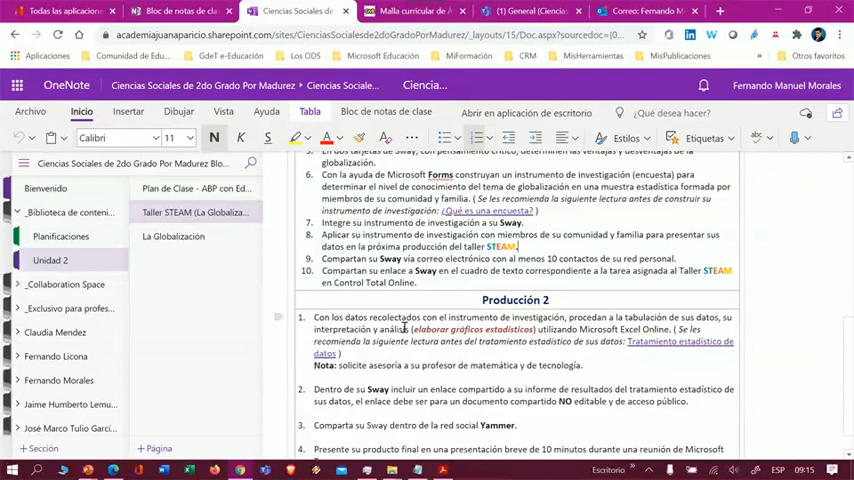 Todas las aplicacione
Bloc de notas de clas
Ciencias Sociales de
Malla curricular de A
(1) General (Ciencias
Correo: Fernando M
academiajuanaparicio.sharepoint.com/sites/CienciasSocialesde2doGradoPorMadurez/_layouts/15/Doc.aspx?sourcedoc={0...
Comunidad de Edu...
GdeT e-Educación
Los ODS
MiFormación
CRM
MisHerramientas
MisPublicaciones
Otros favoritos
OneNote
Ciencias Sociales de 2do Grado Por Madurez › Ciencias Sociale...
Ciencia...
Fernando Manuel Morales
Archivo
Inicio
Insertar
Dibujar
Vista
Ayuda
Tabla
Bloc de notas de clase
Abrir en aplicación de escritorio
¿Qué desea hacer?
Calibri
11
N
K
S
A
Estilos
Etiquetas
Ciencias Sociales de 2do Grado Por Madurez Blo...
Bienvenido
_Biblioteca de conteni...
Planificaciones
Unidad 2
_Collaboration Space
_Exclusivo para profes...
Claudia Mendez
Fernando Licona
Fernando Morales
Jaime Humberto Lemu...
José Marco Tulio Garcí...
+ Sección
Plan de Clase - ABP con Ed...
Taller STEAM (La Globaliza...
La Globalización
+ Página
5. En dos tarjetas de Sway, con pensamiento crítico, determinen las ventajas y desventajas de la
globalización.
6. Con la ayuda de Microsoft Forms construyan un instrumento de investigación (encuesta) para
determinar el nivel de conocimiento del tema de globalización en una muestra estadística formada por
miembros de su comunidad y familia. ( Se les recomienda la siguiente lectura antes de construir su
instrumento de investigación: ¿Qué es una encuesta? )
7. Integre su instrumento de investigación a su Sway.
8. Aplicar su instrumento de investigación con miembros de su comunidad y familia para presentar sus
datos en la próxima producción del taller STEAM.
9. Compartan su Sway vía correo electrónico con al menos 10 contactos de su red personal.
10. Compartan su enlace a Sway en el cuadro de texto correspondiente a la tarea asignada al Taller STEAM
en Control Total Online.
Producción 2
1. Con los datos recolectados con el instrumento de investigación, procedan a la tabulación de sus datos, su
interpretación y análisis (elaborar gráficos estadísticos) utilizando Microsoft Excel Online. ( Se les
recomienda la siguiente lectura antes del tratamiento estadístico de sus datos: Tratamiento estadístico de
datos )
Nota: solicite asesoría a su profesor de matemática y de tecnología.
2. Dentro de su Sway incluir un enlace compartido a su informe de resultados del tratamiento estadístico de
sus datos, el enlace debe ser para un documento compartido NO editable y de acceso público.
3. Comparta su Sway dentro de la red social Yammer.
4. Presente su producto final en una presentación breve de 10 minutos durante una reunión de Microsoft
Escritorio
ESP
09:15